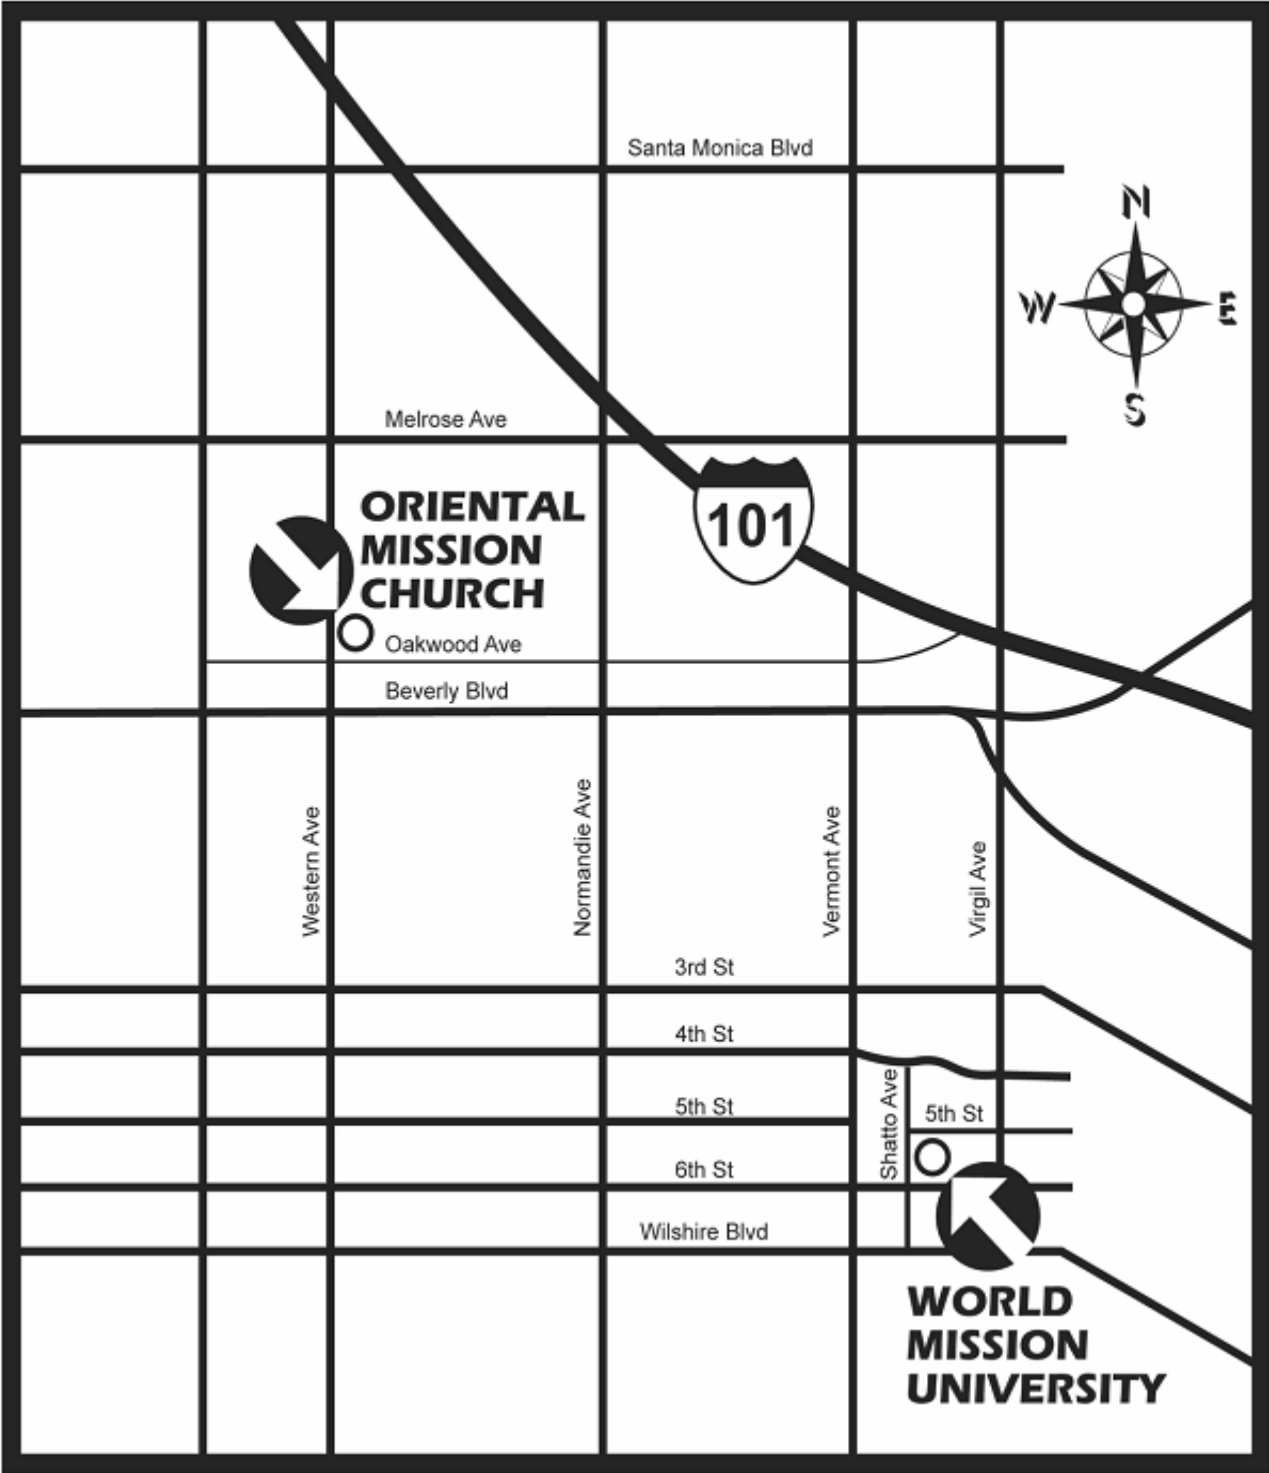 Santa Monica Blvd
N
W
E
S
Melrose Ave
ORIENTAL
MISSION
CHURCH
101
Oakwood Ave
Beverly Blvd
Western Ave
Normandie Ave
Vermont Ave
Virgil Ave
3rd St
4th St
Shatto Ave
5th St
5th St
6th St
Wilshire Blvd
WORLD
MISSION
UNIVERSITY